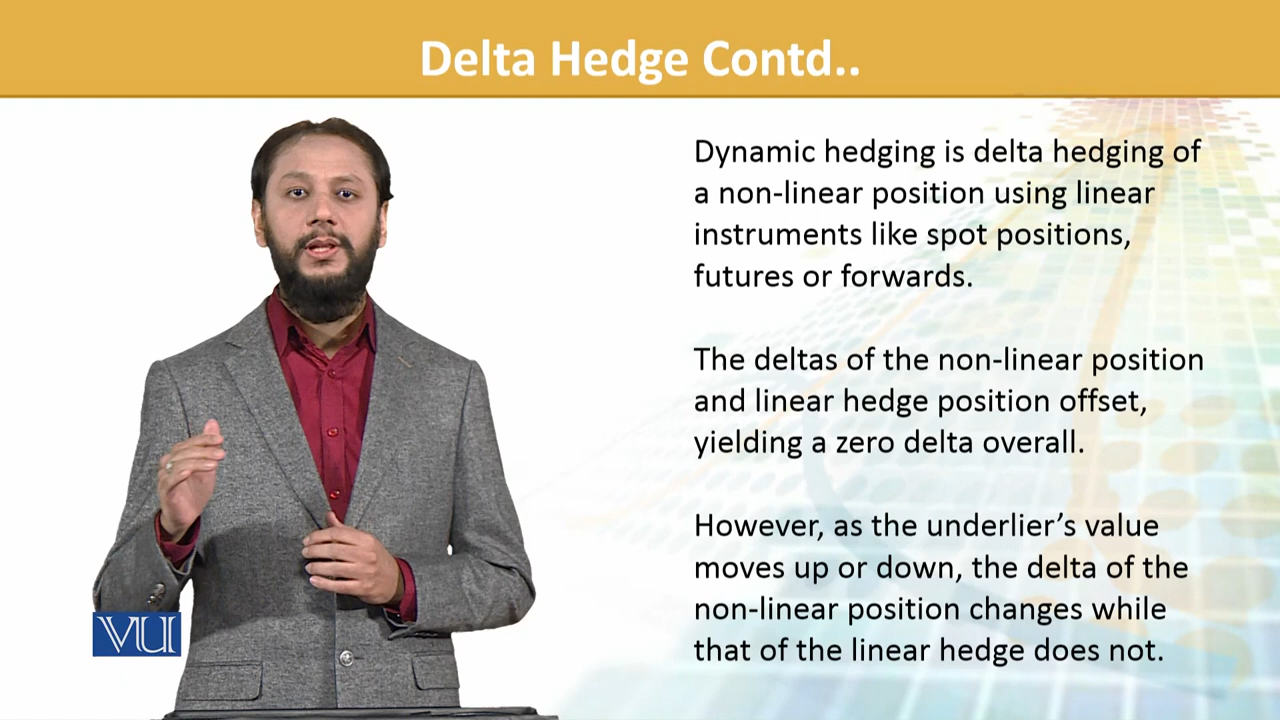 Delta Hedge Contd..
Dynamic hedging is delta hedging of
a non-linear position using linear
instruments like spot positions,
futures or forwards.
The deltas of the non-linear position
and linear hedge position offset,
yielding a zero delta overall.
However, as the underlier’s value
moves up or down, the delta of the
non-linear position changes while
that of the linear hedge does not.
VU